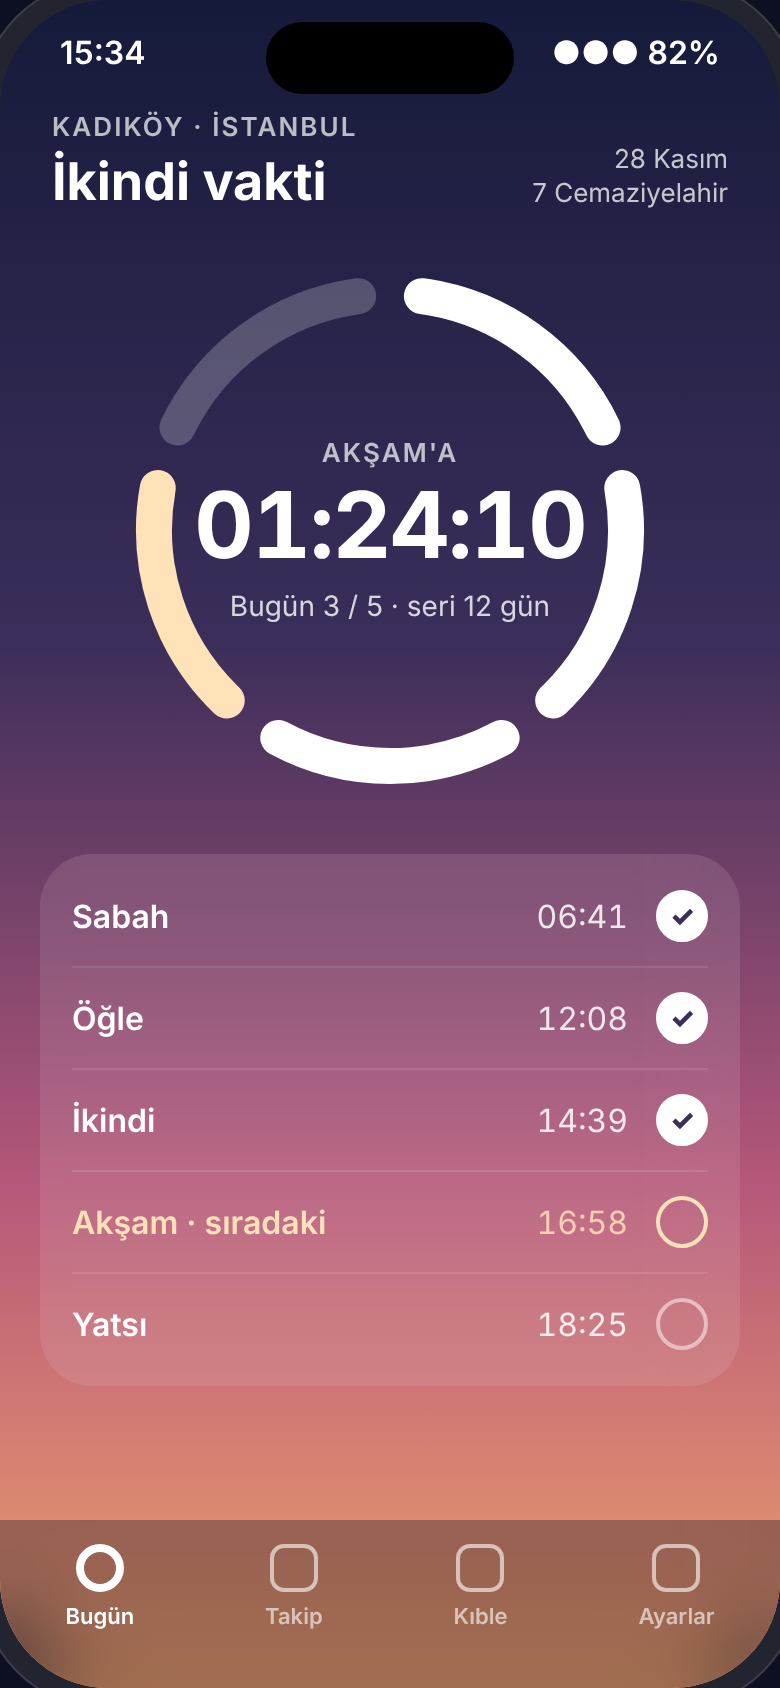 15:34
82%
KADIKÖY · İSTANBUL
İkindi vakti
28 Kasım
7 Cemaziyelahir
AKŞAM'A
01:24:10
Bugün 3 / 5 · seri 12 gün
Sabah 06:41
Öğle 12:08
İkindi 14:39
Akşam · sıradaki 16:58
Yatsı 18:25
Bugün Takip Kıble Ayarlar